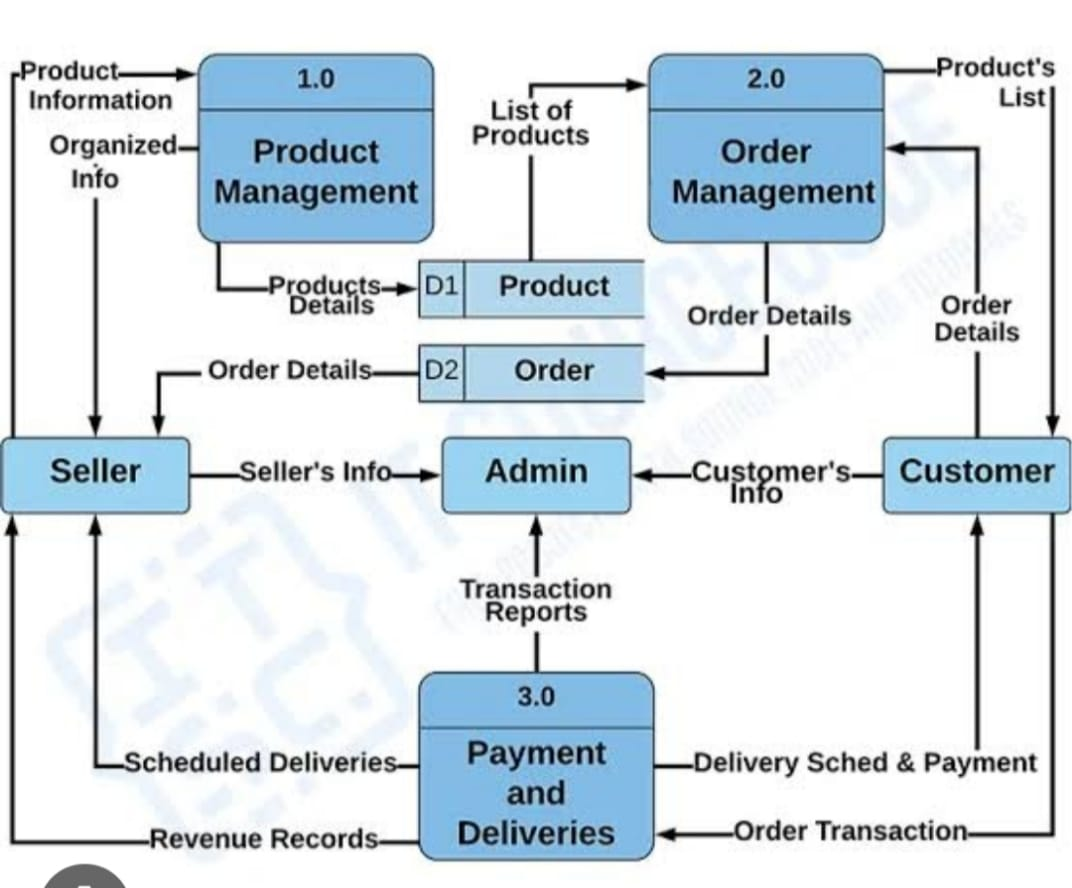 Product
Information
1.0
Product
Management
Organized
Info
List of
Products
2.0
Order
Management
Product's
List
Products
Details
D1 Product
Order Details
Order
Details
Order Details
D2 Order
Seller
Seller's Info
Admin
Customer's
Info
Customer
Transaction
Reports
3.0
Payment
and
Deliveries
Scheduled Deliveries
Delivery Sched & Payment
Revenue Records
Order Transaction
IT SOURCECODE